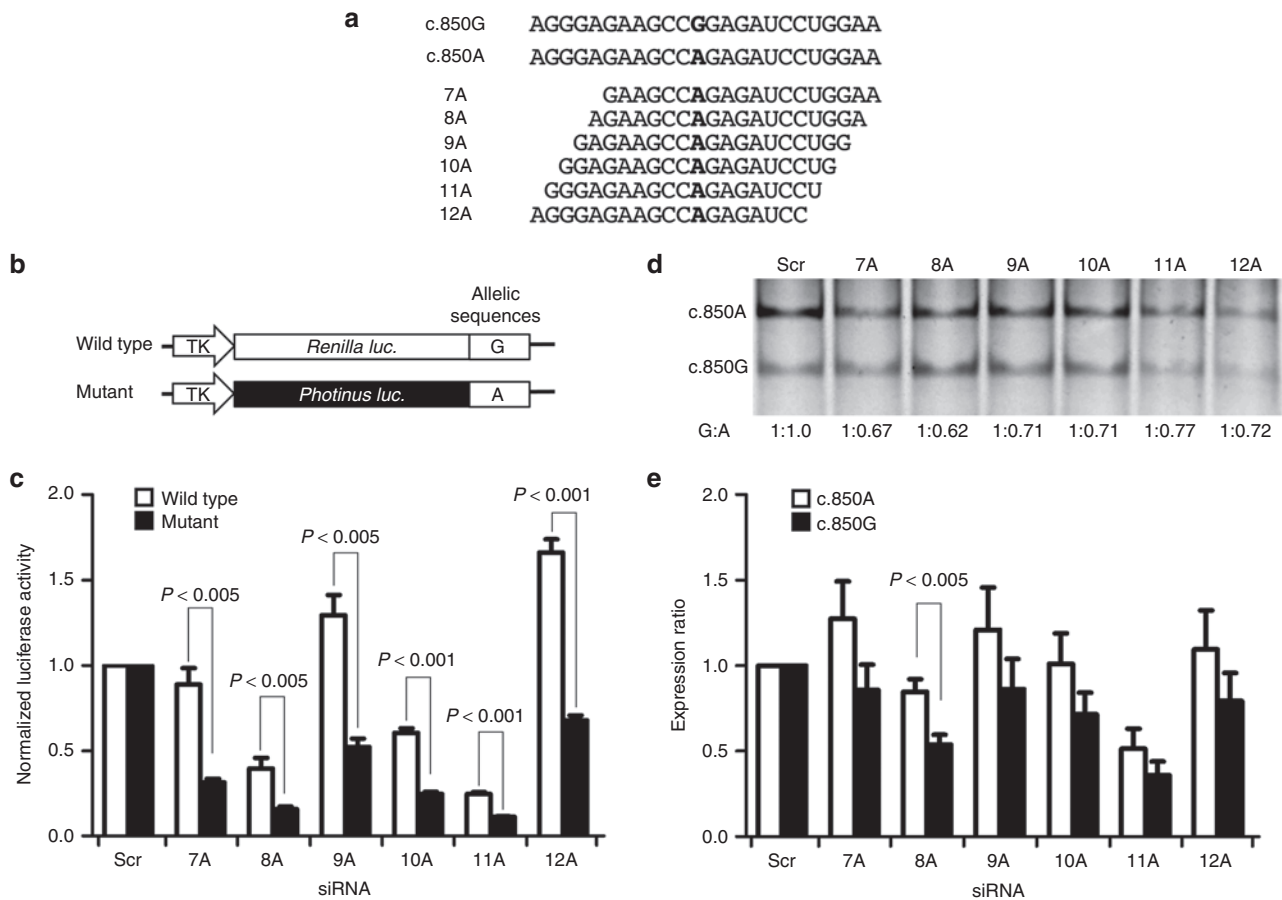 a
c.850G AGGGAGAAGCCGGAGAUCCUGGAA
c.850A AGGGAGAAGCCAGAGAUCCUGGAA
7A GAAGCCAGAGAUCCUGGAA
8A AGAAGCCAGAGAUCCUGGA
9A GAGAAGCCAGAGAUCCUGG
10A GGAGAAGCCAGAGAUCCUG
11A GGGAGAAGCCAGAGAUCCU
12A AGGGAGAAGCCAGAGAUCC
b
Allelic
sequences
Wild type TK Renilla luc. G
Mutant TK Photinus luc. A
d
Scr 7A 8A 9A 10A 11A 12A
c.850A
c.850G
G:A 1:1.0 1:0.67 1:0.62 1:0.71 1:0.71 1:0.77 1:0.72
c
Normalized luciferase activity
2.0
1.5
1.0
0.5
0.0
Wild type
Mutant
P < 0.005
P < 0.005
P < 0.005
P < 0.001
P < 0.001
P < 0.001
Scr 7A 8A 9A 10A 11A 12A
siRNA
e
Expression ratio
2.0
1.5
1.0
0.5
0.0
c.850A
c.850G
P < 0.005
Scr 7A 8A 9A 10A 11A 12A
siRNA